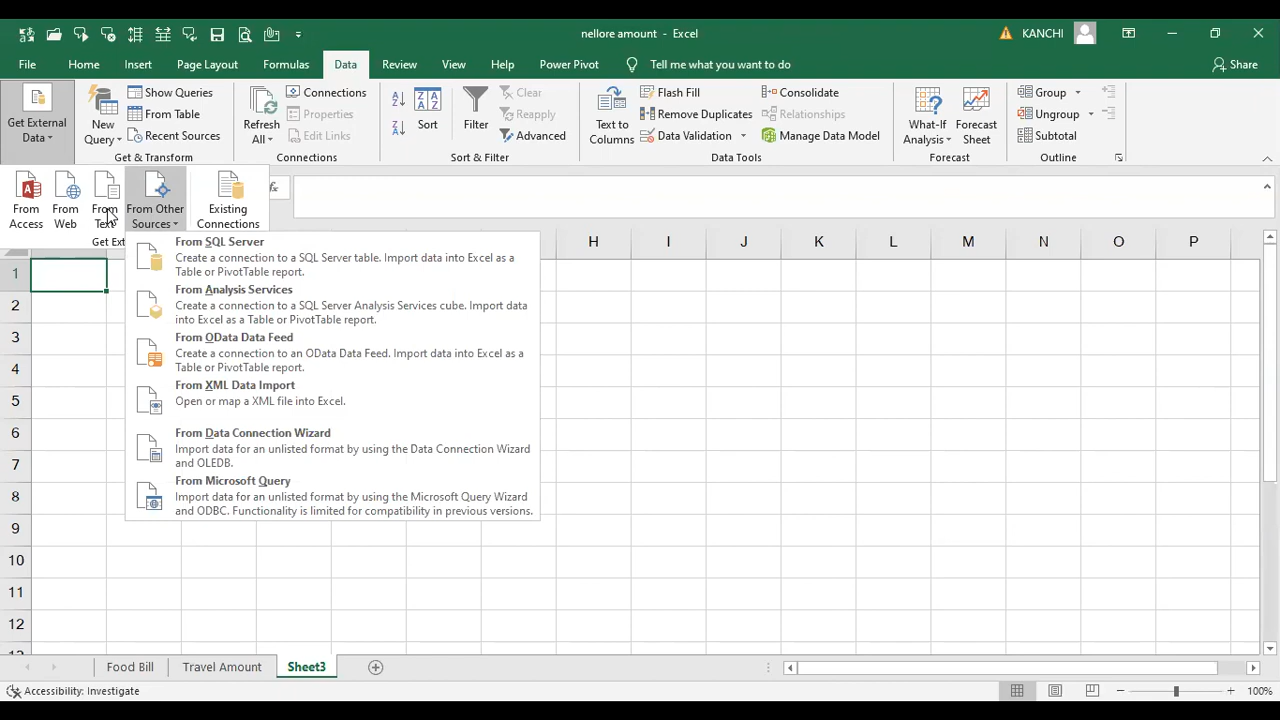 nellore amount - Excel
KANCHI
File Home Insert Page Layout Formulas Data Review View Help Power Pivot Tell me what you want to do Share
Get External Data
New Query
Show Queries
From Table
Recent Sources
Get & Transform
Refresh All
Connections
Properties
Edit Links
Connections
Sort
Filter
Clear
Reapply
Advanced
Sort & Filter
Text to Columns
Flash Fill
Remove Duplicates
Data Validation
Consolidate
Relationships
Manage Data Model
Data Tools
What-If Analysis
Forecast Sheet
Forecast
Group
Ungroup
Subtotal
Outline
From Access
From Web
From Text
From Other Sources
Existing Connections
Get Ext
fx
From SQL Server
Create a connection to a SQL Server table. Import data into Excel as a
Table or PivotTable report.
From Analysis Services
Create a connection to a SQL Server Analysis Services cube. Import data
into Excel as a Table or PivotTable report.
From OData Data Feed
Create a connection to an OData Data Feed. Import data into Excel as a
Table or PivotTable report.
From XML Data Import
Open or map a XML file into Excel.
From Data Connection Wizard
Import data for an unlisted format by using the Data Connection Wizard
and OLEDB.
From Microsoft Query
Import data for an unlisted format by using the Microsoft Query Wizard
and ODBC. Functionality is limited for compatibility in previous versions.
H I J K L M N O P
1
2
3
4
5
6
7
8
9
10
11
12
Food Bill Travel Amount Sheet3
Accessibility: Investigate
100%